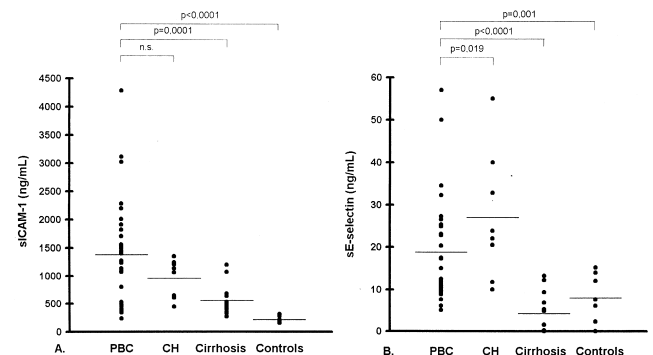 p<0,0001
p=0,0001
n.s.
4500
4000
3500
3000
2500
2000
1500
1000
500
0
sICAM-1 (ng/mL)
A. PBC CH Cirrhosis Controls
p=0,001
p<0,0001
p=0,019
60
50
40
30
20
10
0
sE-selectin (ng/mL)
B. PBC CH Cirrhosis Controls